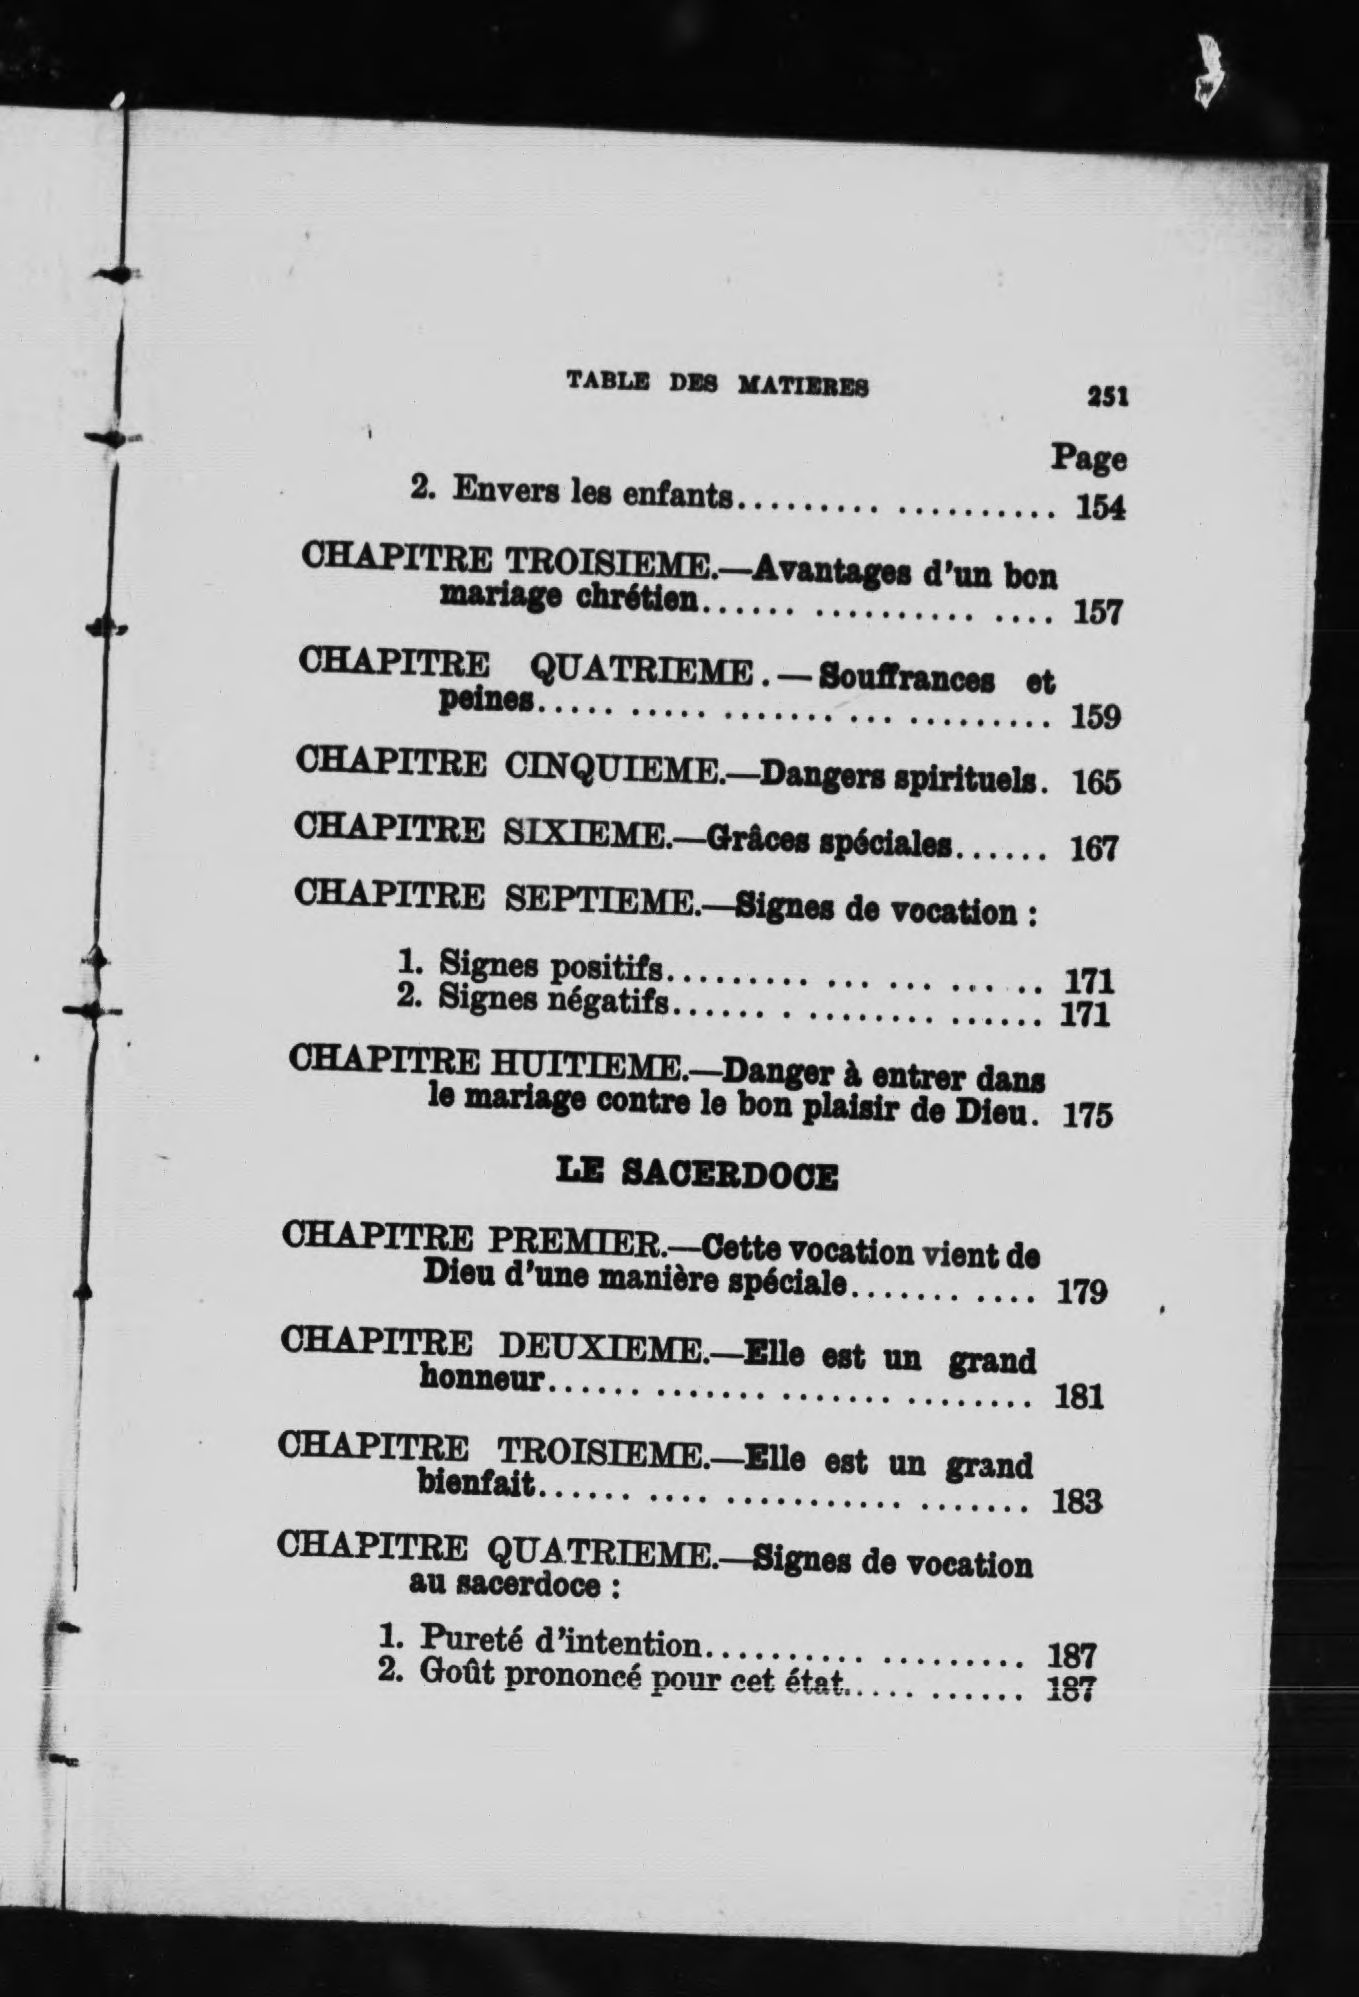 TABLE DES MATIERES 251
Page
2. Envers les enfants......... .......... 154
CHAPITRE TROISIEME.—Avantages d'un bon
mariage chrétien...... .......... .... 157
CHAPITRE QUATRIEME.—Souffrances et
peines..... ..... ....... ... ......... 159
CHAPITRE CINQUIEME.—Dangers spirituels. 165
CHAPITRE SIXIEME.—Grâces spéciales...... 167
CHAPITRE SEPTIEME.—Signes de vocation :
1. Signes positifs......... ... ... ... .. 171
2. Signes négatifs...... . ........ ...... 171
CHAPITRE HUITIEME.—Danger à entrer dans
le mariage contre le bon plaisir de Dieu. 175
LE SACERDOCE
CHAPITRE PREMIER.—Cette vocation vient de
Dieu d'une manière spéciale....... .... 179
CHAPITRE DEUXIEME.—Elle est un grand
honneur...... ....... ....... ........ 181
CHAPITRE TROISIEME.—Elle est un grand
bienfait...... .... ........... ....... 183
CHAPITRE QUATRIEME.—Signes de vocation
au sacerdoce :
1. Pureté d'intention.......... ......... 187
2. Goût prononcé pour cet état..... ...... 187